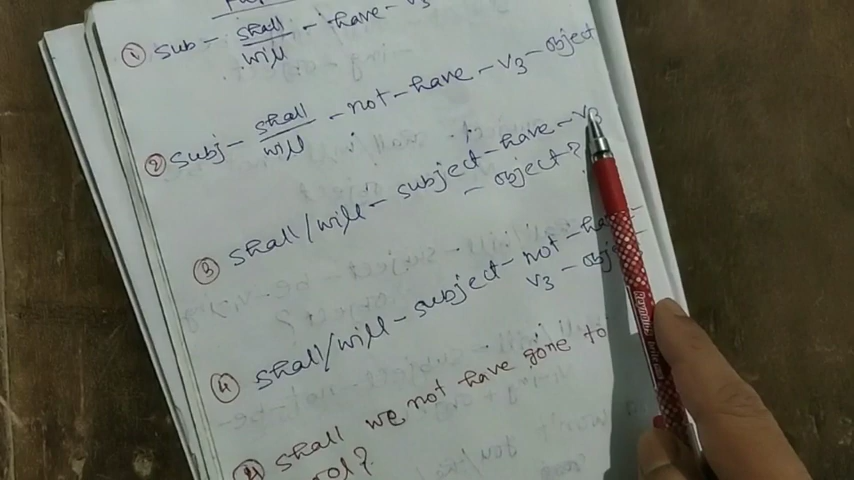 ① Sub - shall/will - have - v3
② Subj - shall/will - not - have - v3 - object
③ shall/will - subject - have - v3
- object?
④ shall/will - subject - not - have -
v3 - object
④ shall we not have gone to